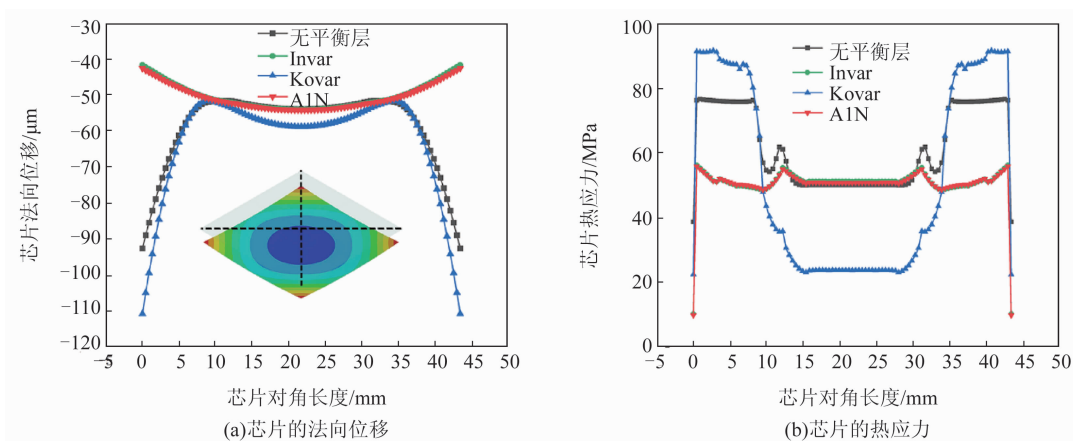 −30
−40
−50
−60
−70
−80
−90
−100
−110
−120
−5 0 5 10 15 20 25 30 35 40 45 50
芯片法向位移/μm
无平衡层
Invar
Kovar
A1N
芯片对角长度/mm
(a)芯片的法向位移
100
80
60
40
20
0
−5 0 5 10 15 20 25 30 35 40 45 50
芯片热应力/MPa
无平衡层
Invar
Kovar
A1N
芯片对角长度/mm
(b)芯片的热应力